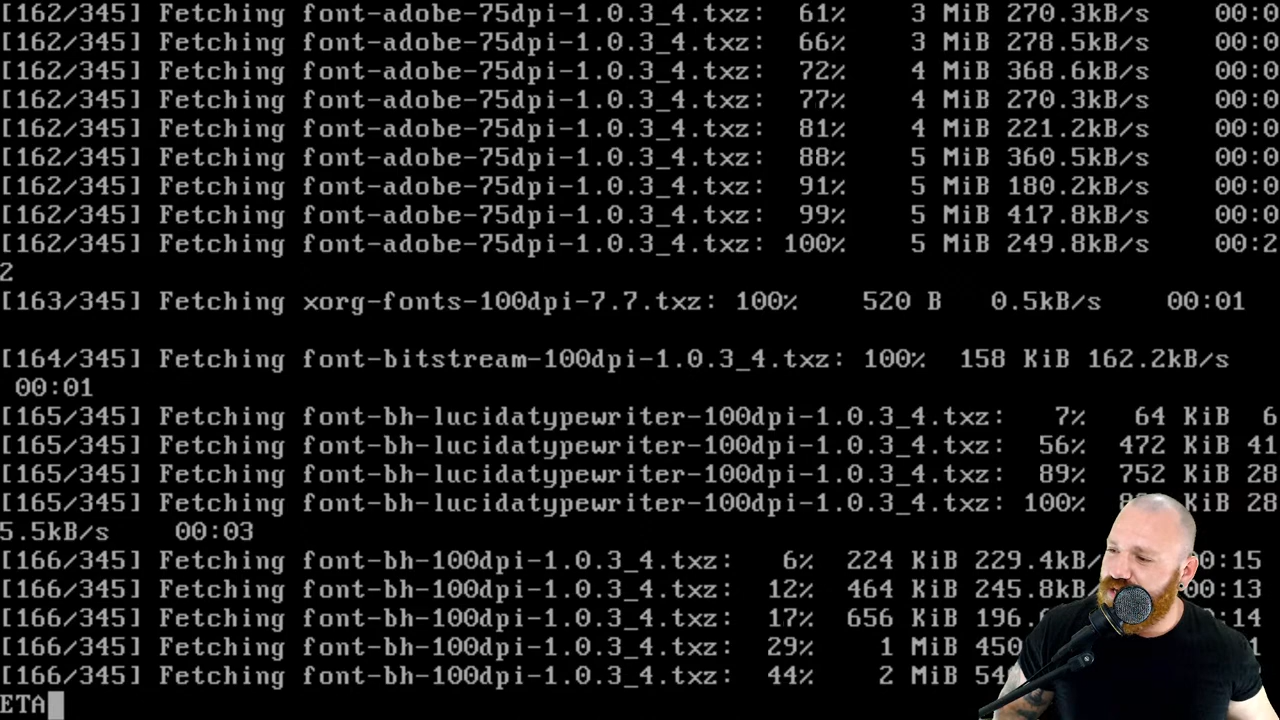 [162/345] Fetching font-adobe-75dpi-1.0.3_4.txz: 61% 3 MiB 270.3kB/s 00:0
[162/345] Fetching font-adobe-75dpi-1.0.3_4.txz: 66% 3 MiB 278.5kB/s 00:0
[162/345] Fetching font-adobe-75dpi-1.0.3_4.txz: 72% 4 MiB 368.6kB/s 00:0
[162/345] Fetching font-adobe-75dpi-1.0.3_4.txz: 77% 4 MiB 270.3kB/s 00:0
[162/345] Fetching font-adobe-75dpi-1.0.3_4.txz: 81% 4 MiB 221.2kB/s 00:0
[162/345] Fetching font-adobe-75dpi-1.0.3_4.txz: 88% 5 MiB 360.5kB/s 00:0
[162/345] Fetching font-adobe-75dpi-1.0.3_4.txz: 91% 5 MiB 180.2kB/s 00:0
[162/345] Fetching font-adobe-75dpi-1.0.3_4.txz: 99% 5 MiB 417.8kB/s 00:0
[162/345] Fetching font-adobe-75dpi-1.0.3_4.txz: 100% 5 MiB 249.8kB/s 00:2
2
[163/345] Fetching xorg-fonts-100dpi-7.7.txz: 100% 520 B 0.5kB/s 00:01
[164/345] Fetching font-bitstream-100dpi-1.0.3_4.txz: 100% 158 KiB 162.2kB/s
00:01
[165/345] Fetching font-bh-lucidatypewriter-100dpi-1.0.3_4.txz: 7% 64 KiB 6
[165/345] Fetching font-bh-lucidatypewriter-100dpi-1.0.3_4.txz: 56% 472 KiB 41
[165/345] Fetching font-bh-lucidatypewriter-100dpi-1.0.3_4.txz: 89% 752 KiB 28
[165/345] Fetching font-bh-lucidatypewriter-100dpi-1.0.3_4.txz: 100% KiB 28
5.5kB/s 00:03
[166/345] Fetching font-bh-100dpi-1.0.3_4.txz: 6% 224 KiB 229.4kB/ 00:15
[166/345] Fetching font-bh-100dpi-1.0.3_4.txz: 12% 464 KiB 245.8kB 00:13
[166/345] Fetching font-bh-100dpi-1.0.3_4.txz: 17% 656 KiB 196. :14
[166/345] Fetching font-bh-100dpi-1.0.3_4.txz: 29% 1 MiB 450
[166/345] Fetching font-bh-100dpi-1.0.3_4.txz: 44% 2 MiB
ETA